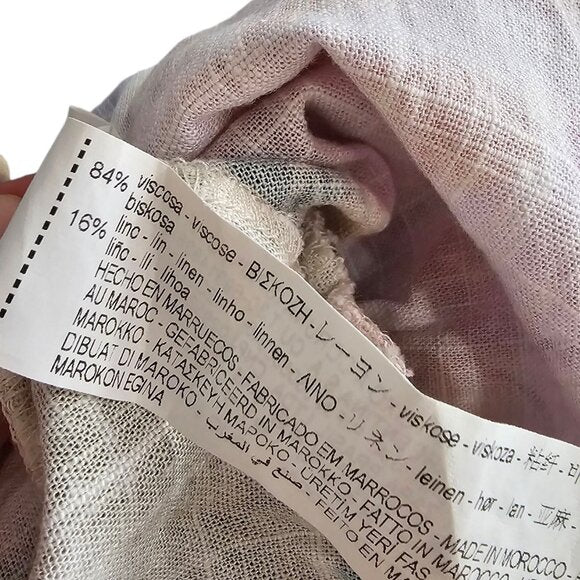 84% viscosa - viscose - ΒΙΣΚΟΖΗ - レーヨン - viskose - viskoza - 粘纤 -
biskosa
16% lino - lin - linen - linho - linnen - ΛΙΝΟ - リネン - leinen - hør - lan - 亚麻 -
liño - lli - lihoa
HECHO EN MARRUECOS - FABRICADO EM MARROCOS - MADE IN MOROCCO -
AU MAROC - GEFABRICEERD IN MAROKKO - FATTO IN MAROCCO -
MAROKKO - ΚΑΤΑΣΚΕΥΗ ΜΑΡΟΚΟ - ÜRETİM YERİ FAS -
DIBUAT DI MAROKO - صنع في المغرب - FEITO EN
MAROKON EGINA